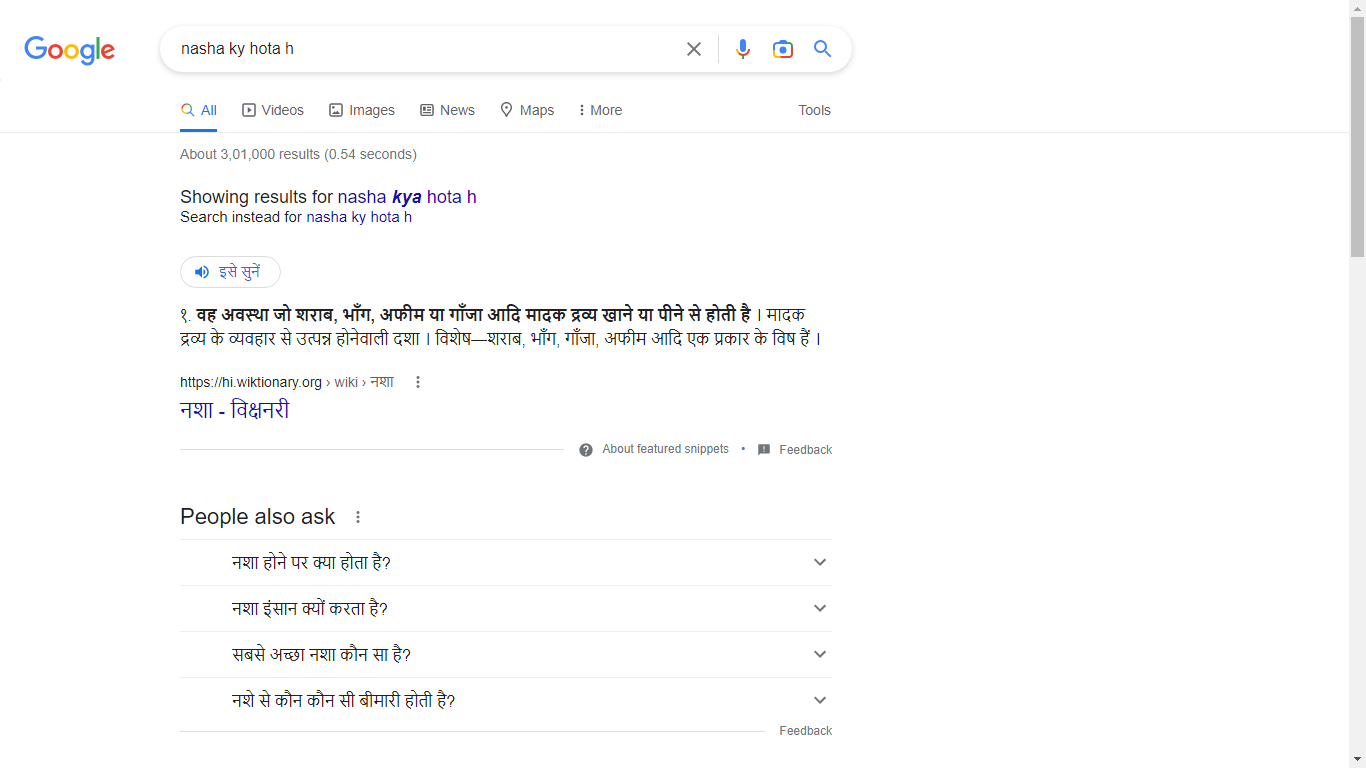 Google
nasha ky hota h
All Videos Images News Maps More Tools
About 3,01,000 results (0.54 seconds)
Showing results for nasha kya hota h
Search instead for nasha ky hota h
इसे सुनें
१. वह अवस्था जो शराब, भाँग, अफीम या गाँजा आदि मादक द्रव्य खाने या पीने से होती है । मादक
द्रव्य के व्यवहार से उत्पन्न होनेवाली दशा । विशेष—शराब, भाँग, गाँजा, अफीम आदि एक प्रकार के विष हैं ।
https://hi.wiktionary.org › wiki › नशा
नशा - विक्षनरी
About featured snippets • Feedback
People also ask
नशा होने पर क्या होता है?
नशा इंसान क्यों करता है?
सबसे अच्छा नशा कौन सा है?
नशे से कौन कौन सी बीमारी होती है?
Feedback